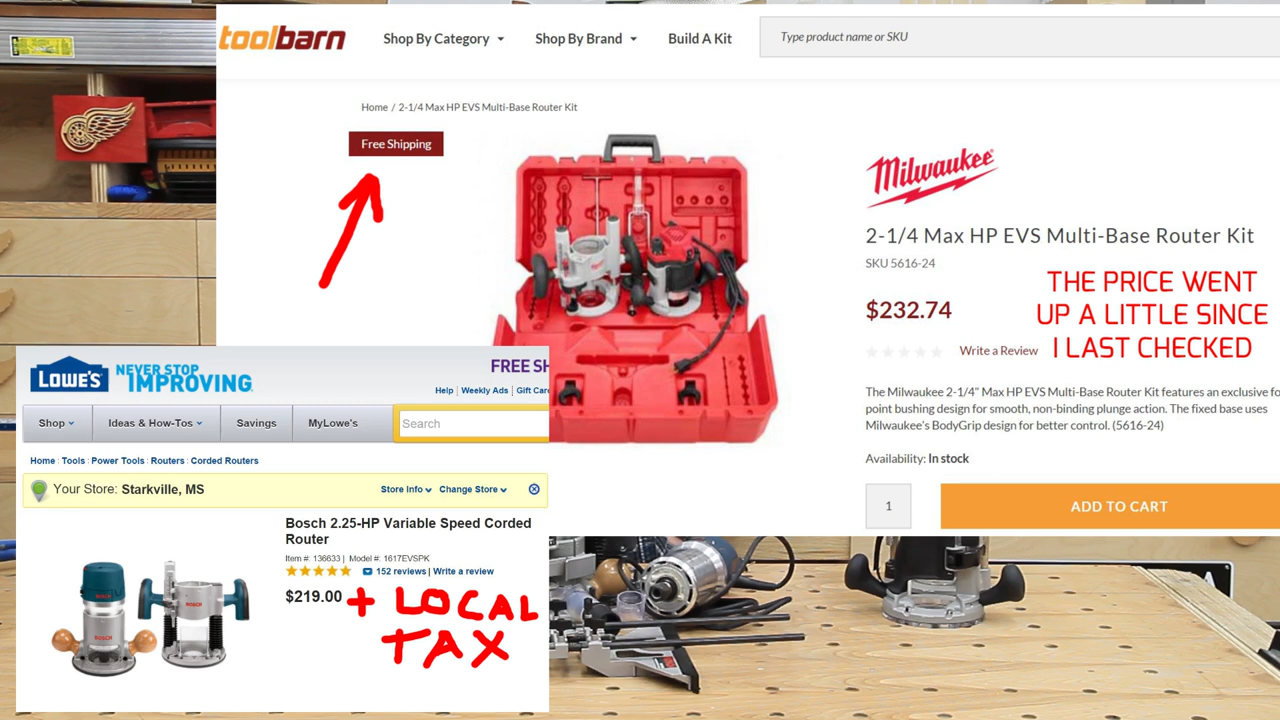 toolbarn
Shop By Category
Shop By Brand
Build A Kit
Type product name or SKU
Home / 2-1/4 Max HP EVS Multi-Base Router Kit
Free Shipping
Milwaukee
2-1/4 Max HP EVS Multi-Base Router Kit
SKU 5616-24
$232.74
THE PRICE WENT
UP A LITTLE SINCE
I LAST CHECKED
Write a Review
The Milwaukee 2-1/4" Max HP EVS Multi-Base Router Kit features an exclusive fo
point bushing design for smooth, non-binding plunge action. The fixed base uses
Milwaukee's BodyGrip design for better control. (5616-24)
Availability: In stock
1
ADD TO CART
LOWE'S
NEVER STOP
IMPROVING
FREE SH
Help | Weekly Ads | Gift Card
Shop
Ideas & How-Tos
Savings
MyLowe's
Search
Home : Tools : Power Tools : Routers : Corded Routers
Your Store: Starkville, MS
Store Info
Change Store
Bosch 2.25-HP Variable Speed Corded
Router
Item #: 136633 | Model #: 1617EVSPK
152 reviews | Write a review
$219.00
+ LOCAL
TAX
BOSCH
BOSCH